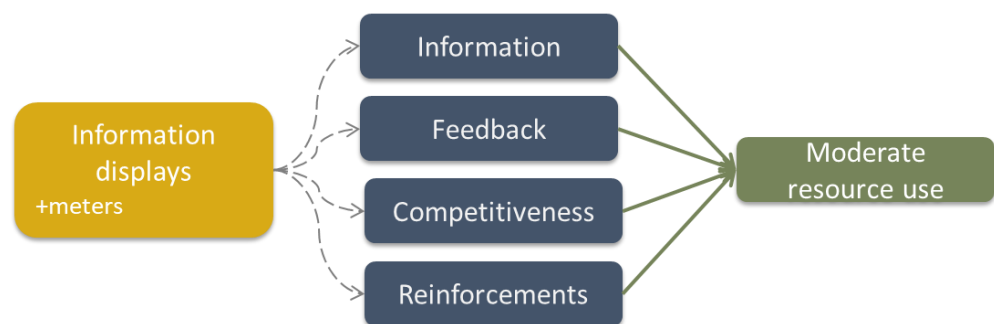 Information
displays
+meters
Information
Feedback
Competitiveness
Reinforcements
Moderate
resource use